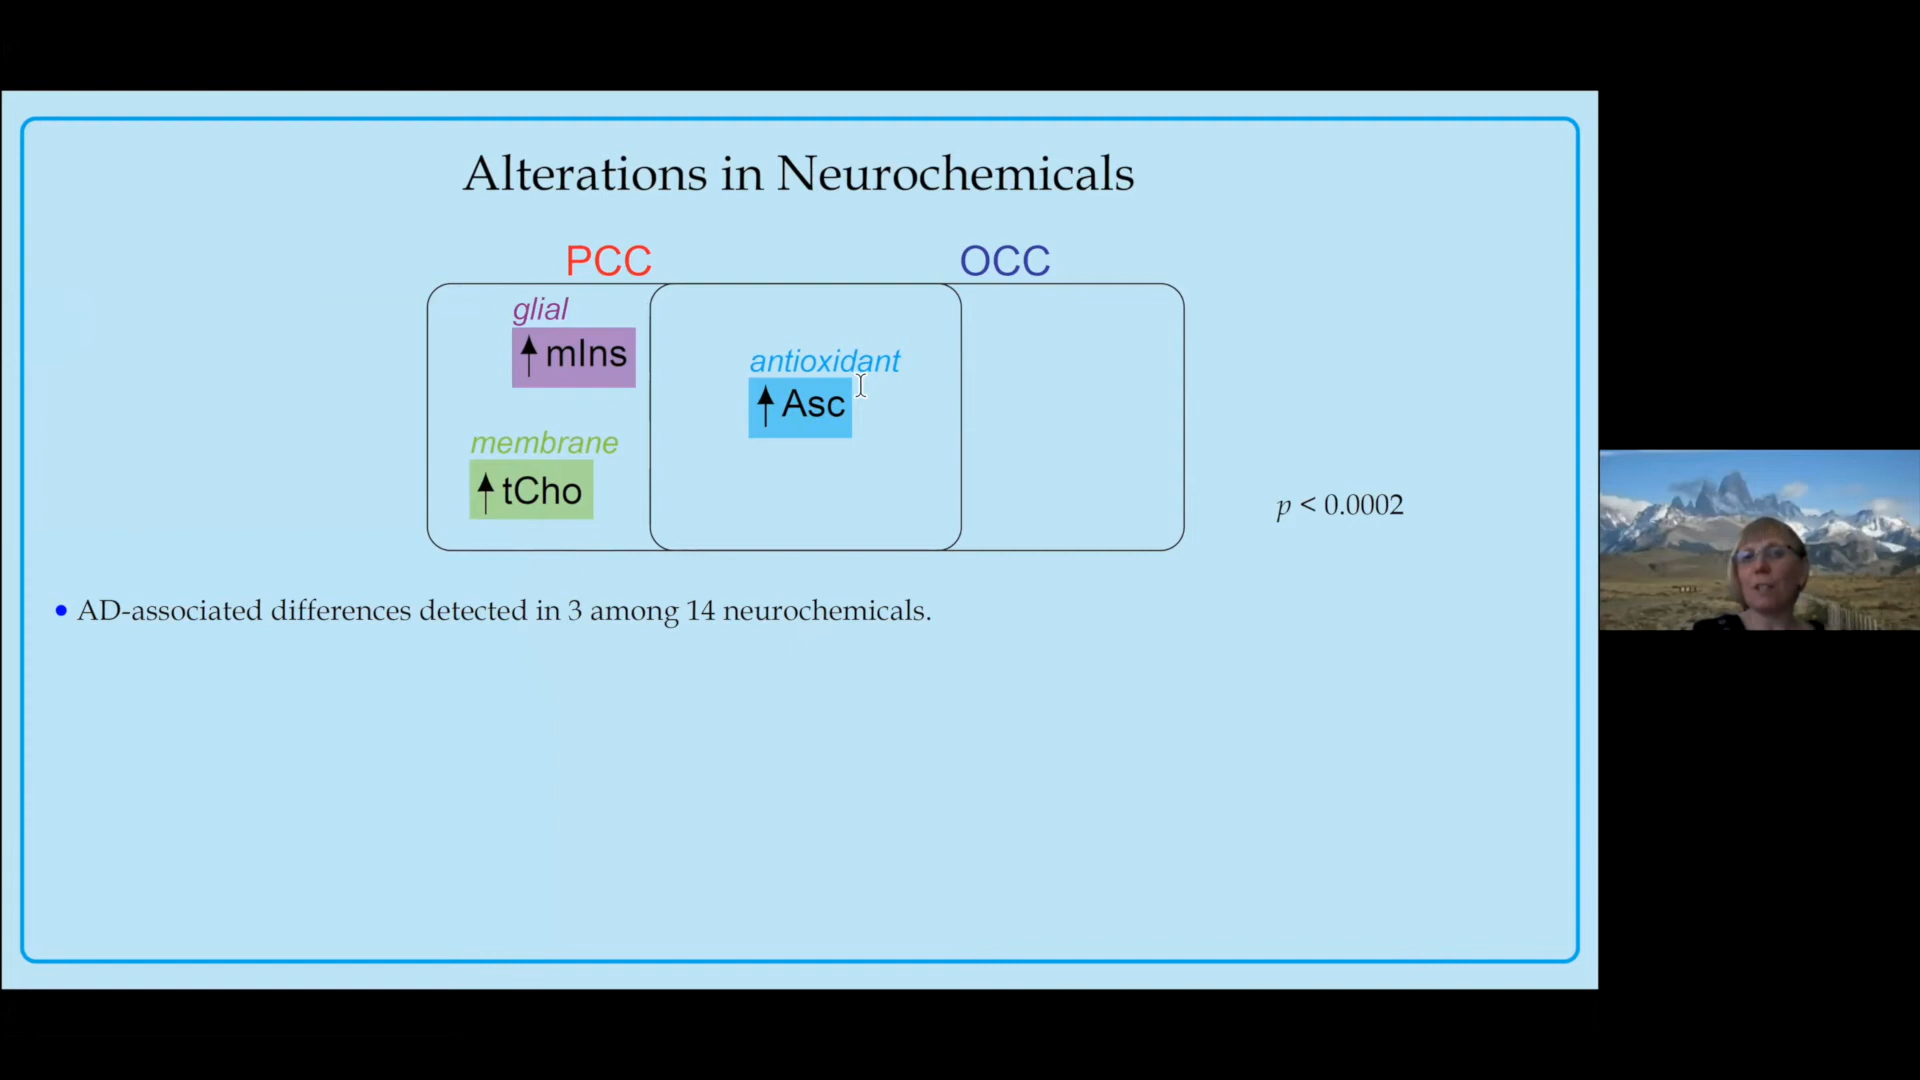 Alterations in Neurochemicals
PCC
OCC
glial
↑ mIns
antioxidant
↑ Asc
membrane
↑ tCho
p < 0.0002
• AD-associated differences detected in 3 among 14 neurochemicals.